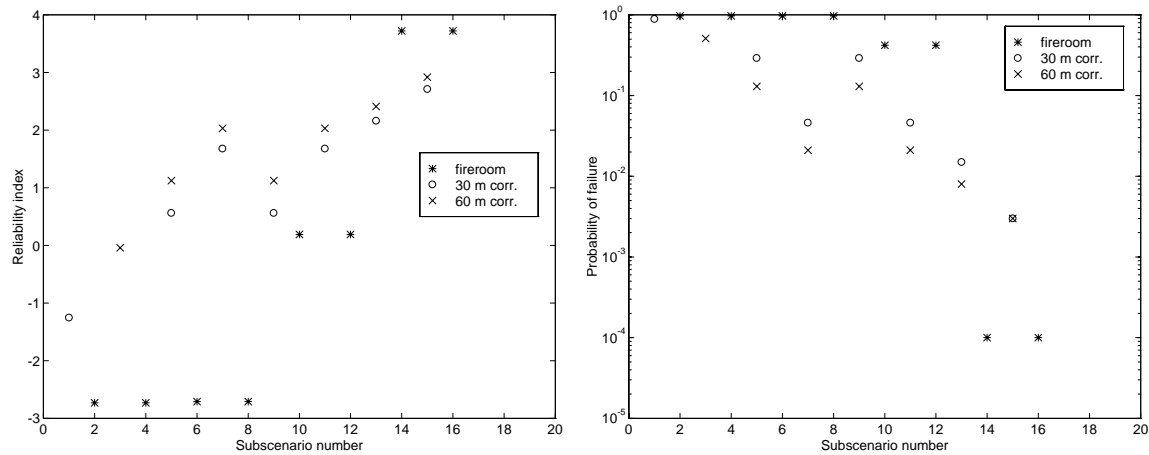 4
3
2
1
0
-1
-2
-3
Reliability index
0 2 4 6 8 10 12 14 16 18 20
Subscenario number
fireroom
30 m corr.
60 m corr.
10^0
10^-1
10^-2
10^-3
10^-4
10^-5
Probability of failure
0 2 4 6 8 10 12 14 16 18 20
Subscenario number
fireroom
30 m corr.
60 m corr.